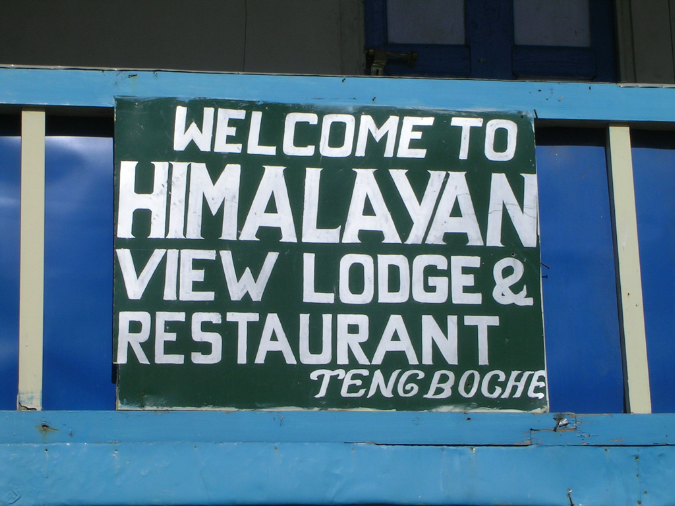 WELCOME TO
HIMALAYAN
VIEW LODGE &
RESTAURANT
TENGBOCHE